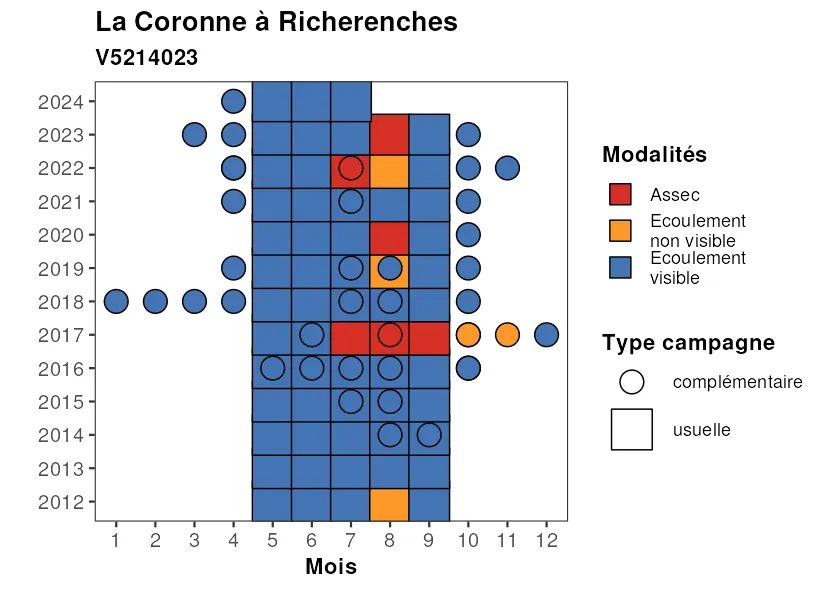 La Coronne à Richerenches
V5214023
2024
2023
2022
2021
2020
2019
2018
2017
2016
2015
2014
2013
2012
1 2 3 4 5 6 7 8 9 10 11 12
Mois
Modalités
Assec
Ecoulement
non visible
Ecoulement
visible
Type campagne
complémentaire
usuelle